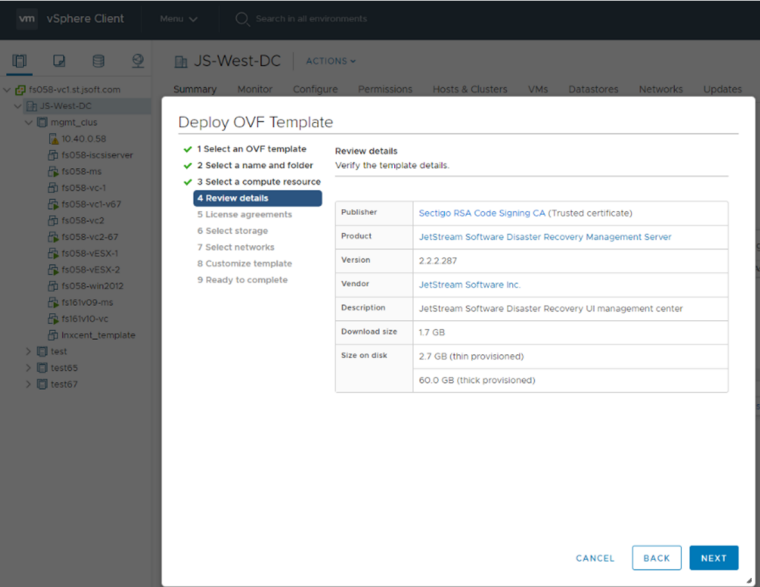 vm vSphere Client Menu Search in all environments
JS-West-DC ACTIONS
Summary Monitor Configure Permissions Hosts & Clusters VMs Datastores Networks Updates
fs058-vc1.st.jsoft.com
JS-West-DC
mgmt_clus
10.40.0.58
fs058-iscsiserver
fs058-ms
fs058-vc-1
fs058-vc1-v67
fs058-vc2
fs058-vc2-67
fs058-vESX-1
fs058-vESX-2
fs058-win2012
fs161v09-ms
fs161v10-vc
lnxcent_template
test
test65
test67
Deploy OVF Template
1 Select an OVF template
2 Select a name and folder
3 Select a compute resource
4 Review details
5 License agreements
6 Select storage
7 Select networks
8 Customize template
9 Ready to complete
Review details
Verify the template details.
Publisher Sectigo RSA Code Signing CA (Trusted certificate)
Product JetStream Software Disaster Recovery Management Server
Version 2.2.2.287
Vendor JetStream Software Inc.
Description JetStream Software Disaster Recovery UI management center
Download size 1.7 GB
Size on disk 2.7 GB (thin provisioned)
60.0 GB (thick provisioned)
CANCEL BACK NEXT